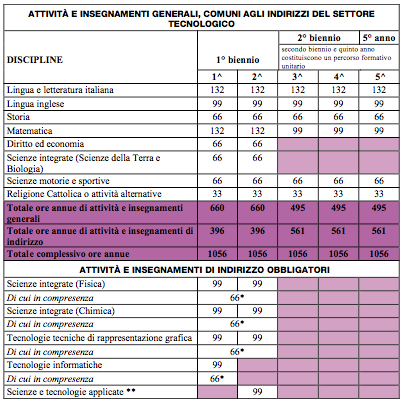 ATTIVITÀ E INSEGNAMENTI GENERALI, COMUNI AGLI INDIRIZZI DEL SETTORE
TECNOLOGICO
DISCIPLINE 1° biennio 2° biennio 5° anno
secondo biennio e quinto anno
costituiscono un percorso formativo
unitario
1^ 2^ 3^ 4^ 5^
Lingua e letteratura italiana 132 132 132 132 132
Lingua inglese 99 99 99 99 99
Storia 66 66 66 66 66
Matematica 132 132 99 99 99
Diritto ed economia 66 66
Scienze integrate (Scienze della Terra e
Biologia) 66 66
Scienze motorie e sportive 66 66 66 66 66
Religione Cattolica o attività alternative 33 33 33 33 33
Totale ore annue di attività e insegnamenti
generali 660 660 495 495 495
Totale ore annue di attività e insegnamenti di
indirizzo 396 396 561 561 561
Totale complessivo ore annue 1056 1056 1056 1056 1056
ATTIVITÀ E INSEGNAMENTI DI INDIRIZZO OBBLIGATORI
Scienze integrate (Fisica) 99 99
Di cui in compresenza 66*
Scienze integrate (Chimica) 99 99
Di cui in compresenza 66*
Tecnologie tecniche di rappresentazione grafica 99 99
Di cui in compresenza 66*
Tecnologie informatiche 99
Di cui in compresenza 66*
Scienze e tecnologie applicate ** 99